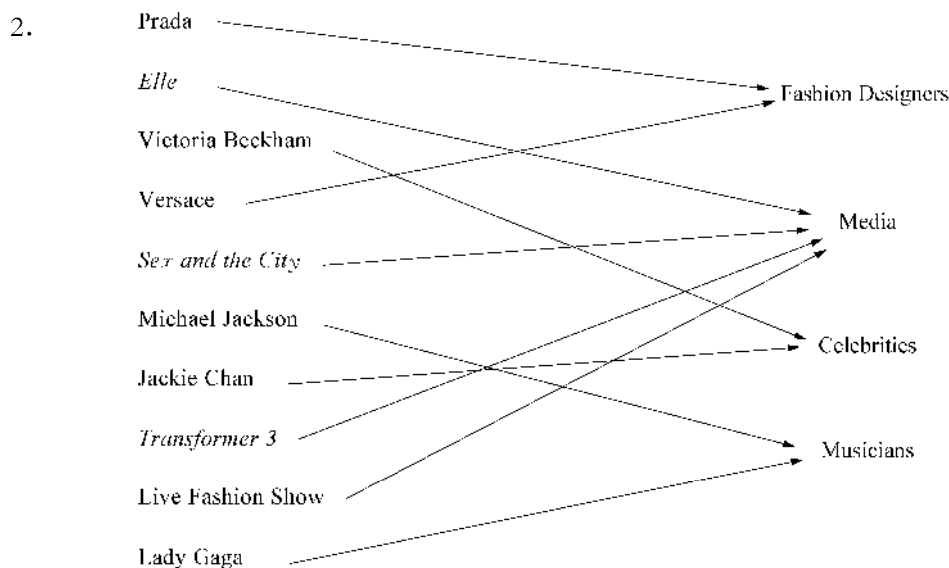 2.
Prada
Elle
Fashion Designers
Victoria Beckham
Versace
Media
Sex and the City
Michael Jackson
Celebrities
Jackie Chan
Transformer 3
Musicians
Live Fashion Show
Lady Gaga